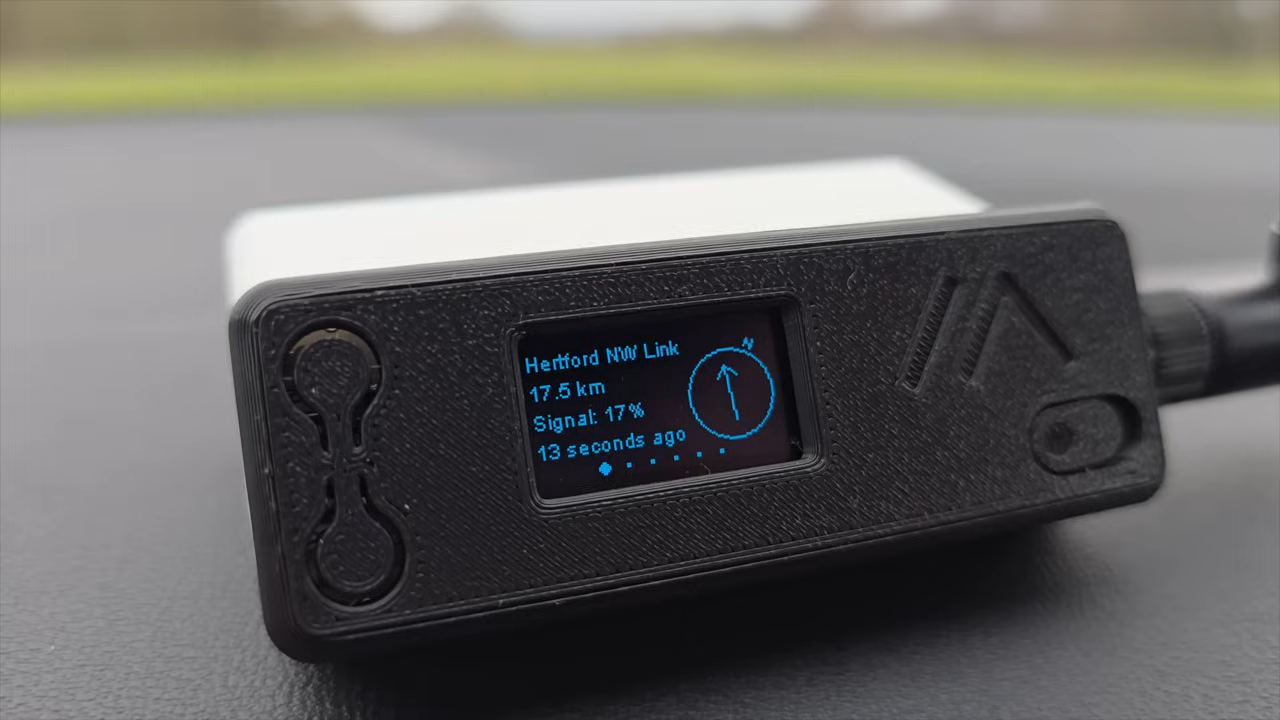 Hertford NW Link
N
17.5 km
Signal: 17%
13 seconds ago